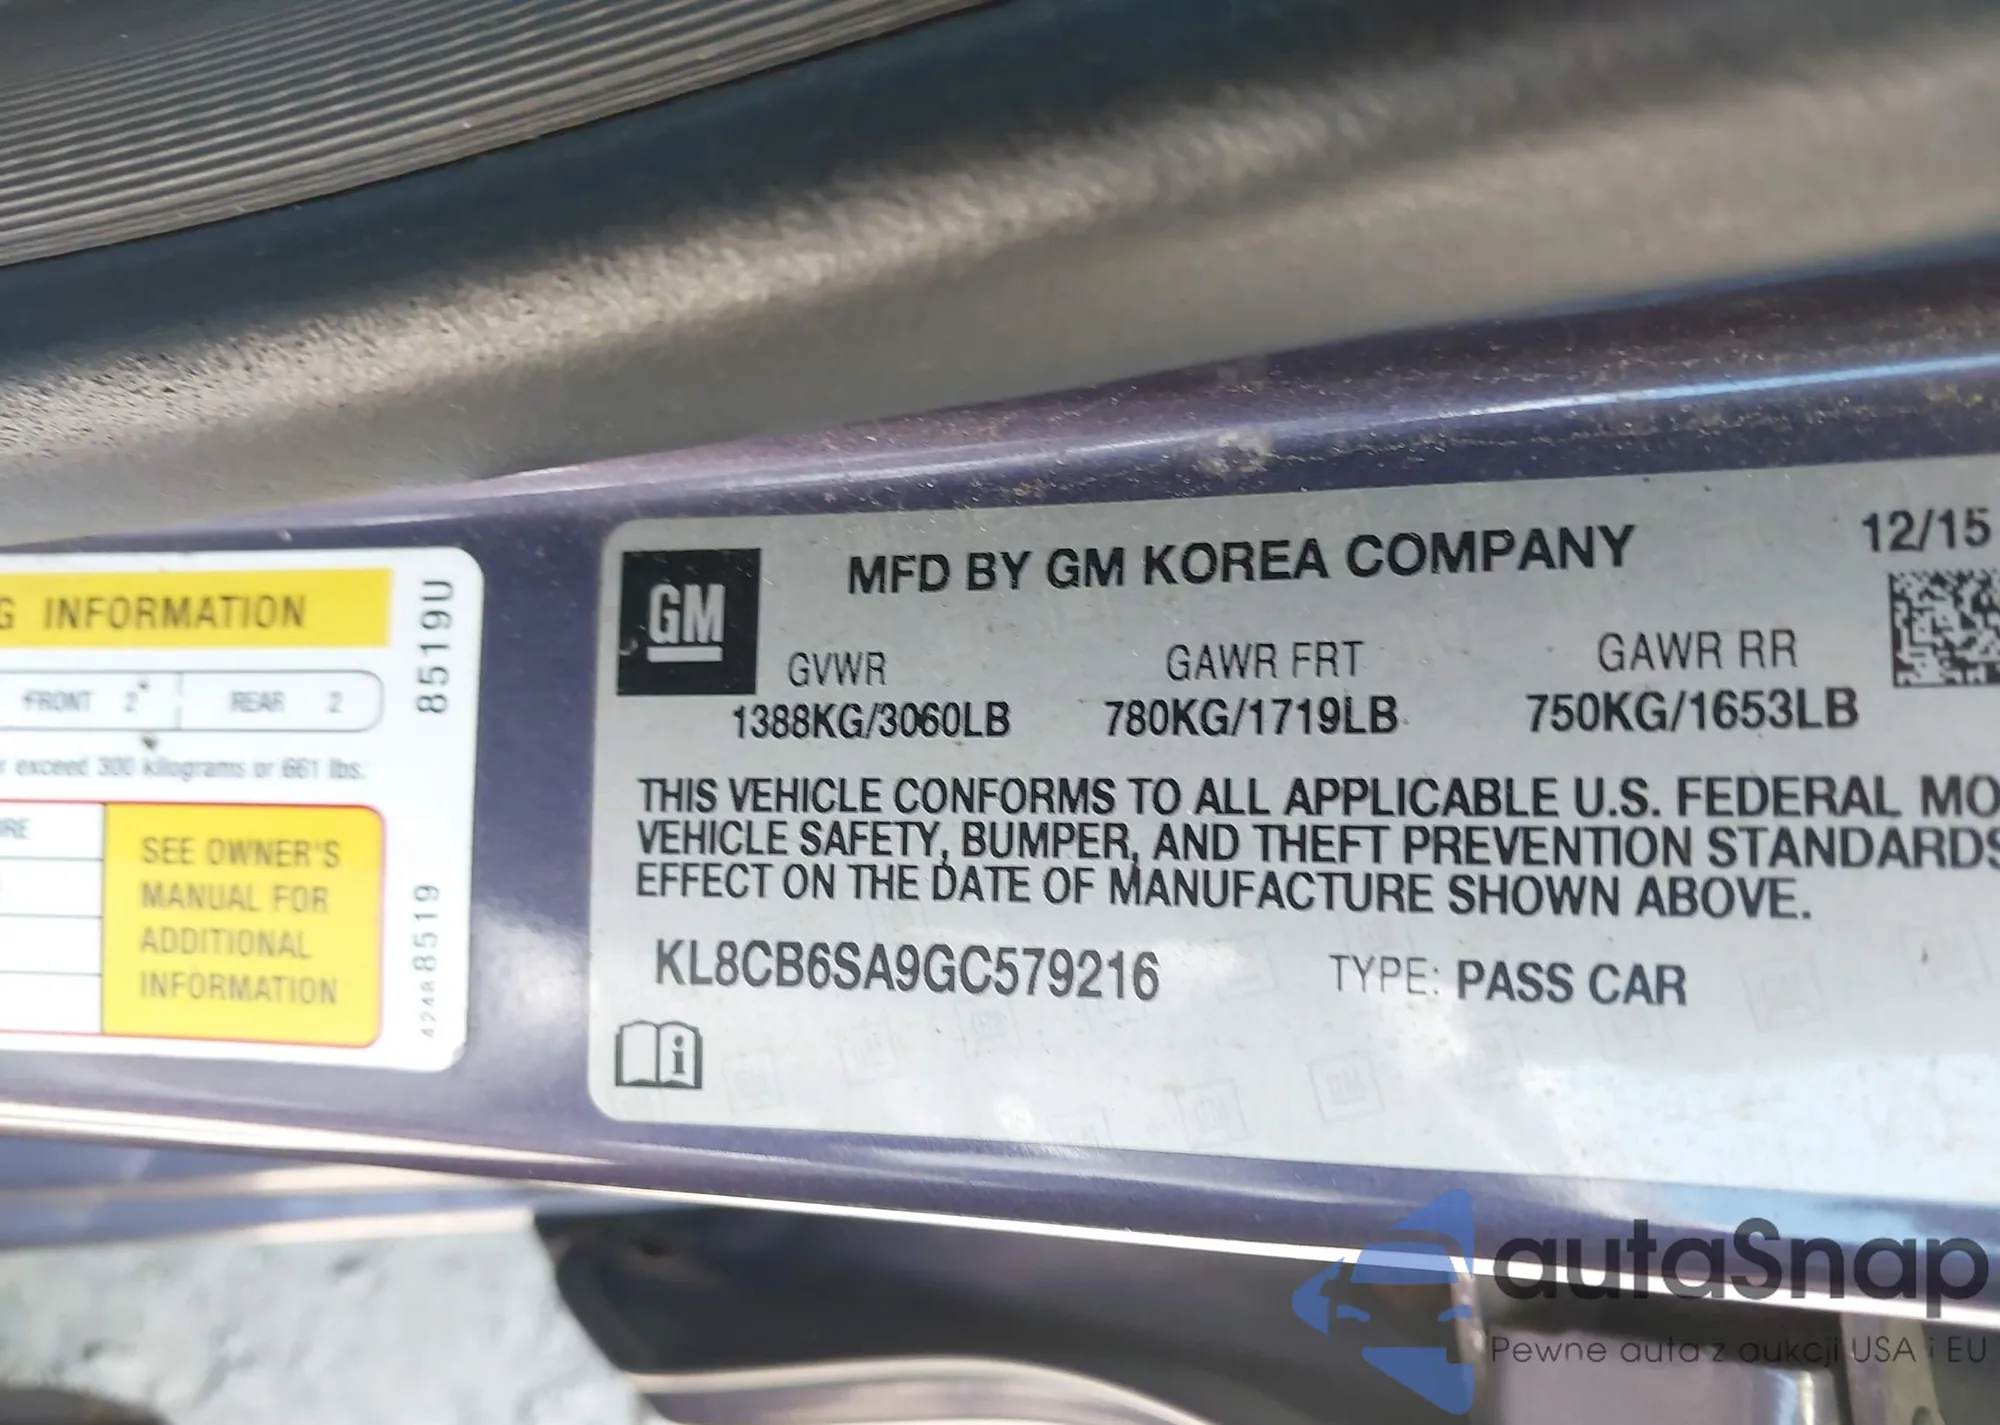 G INFORMATION
FRONT 2 REAR 2
exceed 300 kilograms or 661 lbs.
SEE OWNER'S
MANUAL FOR
ADDITIONAL
INFORMATION
8519U
42488519
GM
MFD BY GM KOREA COMPANY 12/15
GVWR GAWR FRT GAWR RR
1388KG/3060LB 780KG/1719LB 750KG/1653LB
THIS VEHICLE CONFORMS TO ALL APPLICABLE U.S. FEDERAL MO
VEHICLE SAFETY, BUMPER, AND THEFT PREVENTION STANDARDS
EFFECT ON THE DATE OF MANUFACTURE SHOWN ABOVE.
KL8CB6SA9GC579216 TYPE: PASS CAR
i
autaSnap
Pewne auta z aukcji USA i EU